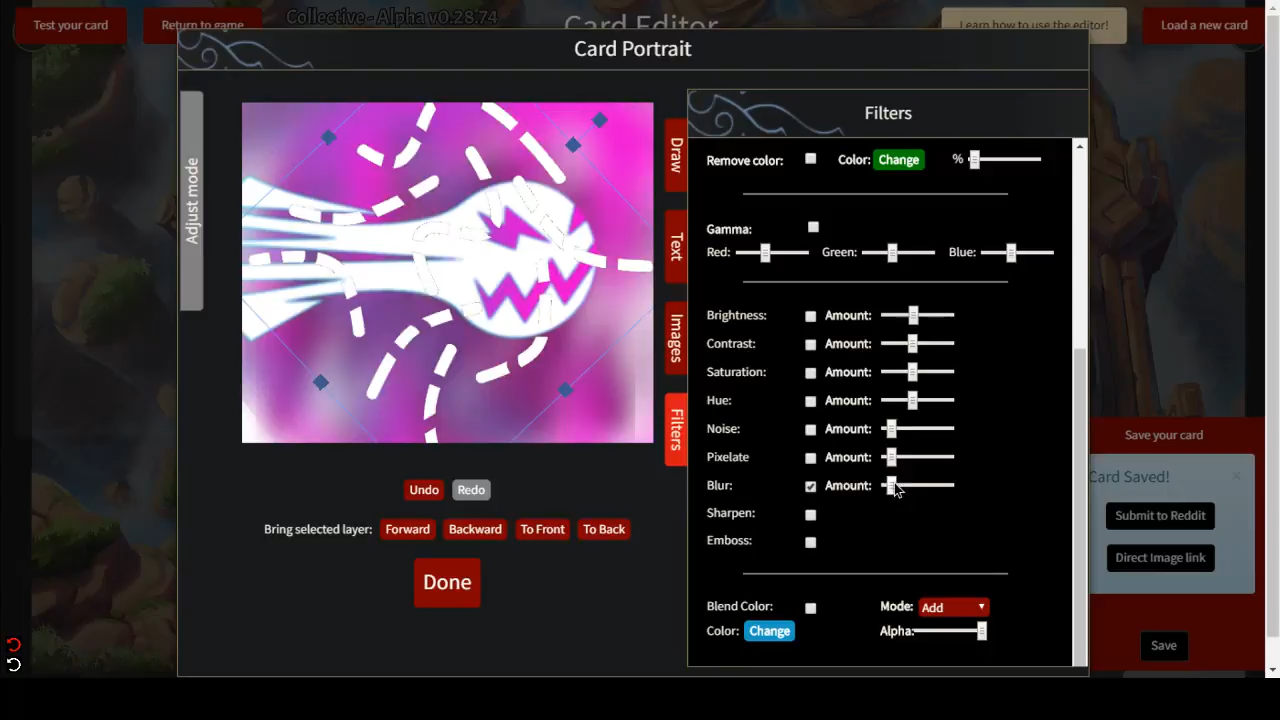 Collective - Alpha v0.28.74
Test your card
Return to game
Card Editor
Learn how to use the editor!
Load a new card
Card Portrait
Adjust mode
Draw
Text
Images
Filters
Filters
Remove color: Color: Change %
Gamma:
Red: Green: Blue:
Brightness: Amount:
Contrast: Amount:
Saturation: Amount:
Hue: Amount:
Noise: Amount:
Pixelate Amount:
Blur: Amount:
Sharpen:
Emboss:
Blend Color: Mode: Add
Color: Change Alpha:
Undo Redo
Bring selected layer: Forward Backward To Front To Back
Done
Save your card
Card Saved! ×
Submit to Reddit
Direct Image link
Save